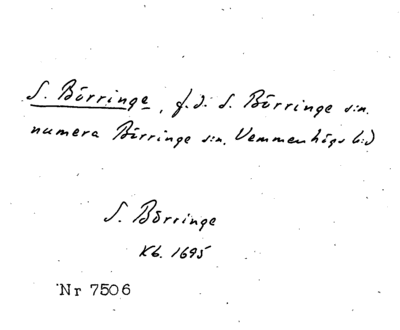 S. Börringe, f.d. S. Börringe s:n.
numera Börringe s:n, Vemmenhögs h:d
S. Börringe
Kb. 1695
Nr 7506